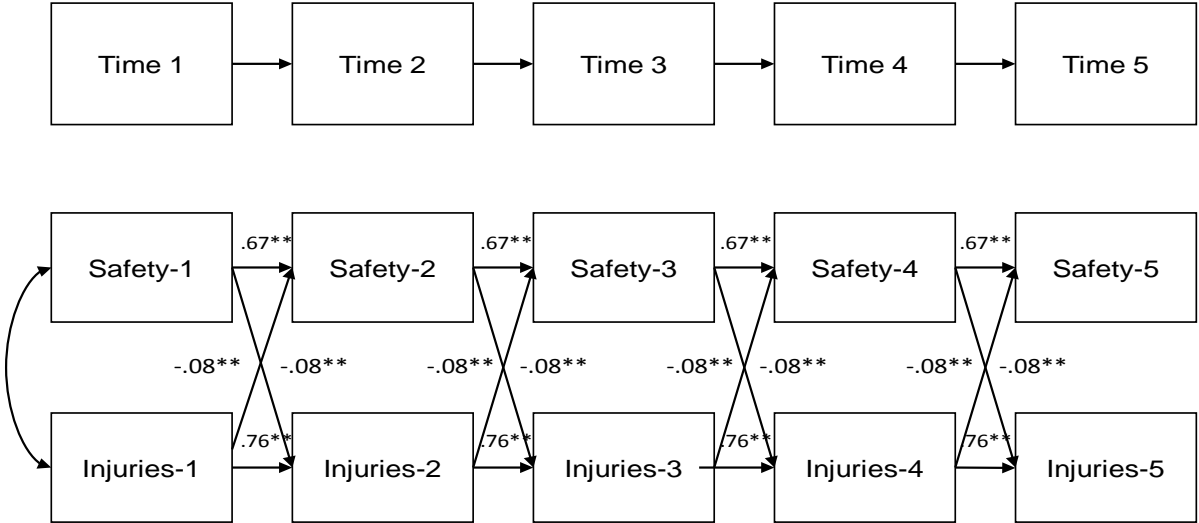 Time 1 Time 2 Time 3 Time 4 Time 5
.67** .67** .67** .67**
Safety-1 Safety-2 Safety-3 Safety-4 Safety-5
-.08** -.08** -.08** -.08** -.08** -.08** -.08** -.08**
.76** .76** .76** .76**
Injuries-1 Injuries-2 Injuries-3 Injuries-4 Injuries-5